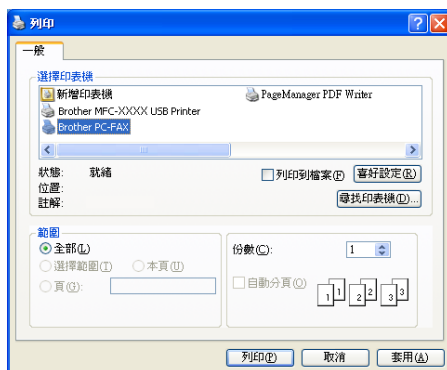 列印
一般
選擇印表機
新增印表機
PageManager PDF Writer
Brother MFC-XXXX USB Printer
Brother PC-FAX
狀態: 就緒
位置:
註解:
列印到檔案(F)
喜好設定(R)
尋找印表機(D)...
範圍
全部(L)
選擇範圍(T) 本頁(U)
頁(G):
份數(C): 1
自動分頁(O)
1 1 2 2 3 3
列印(P) 取消 套用(A)